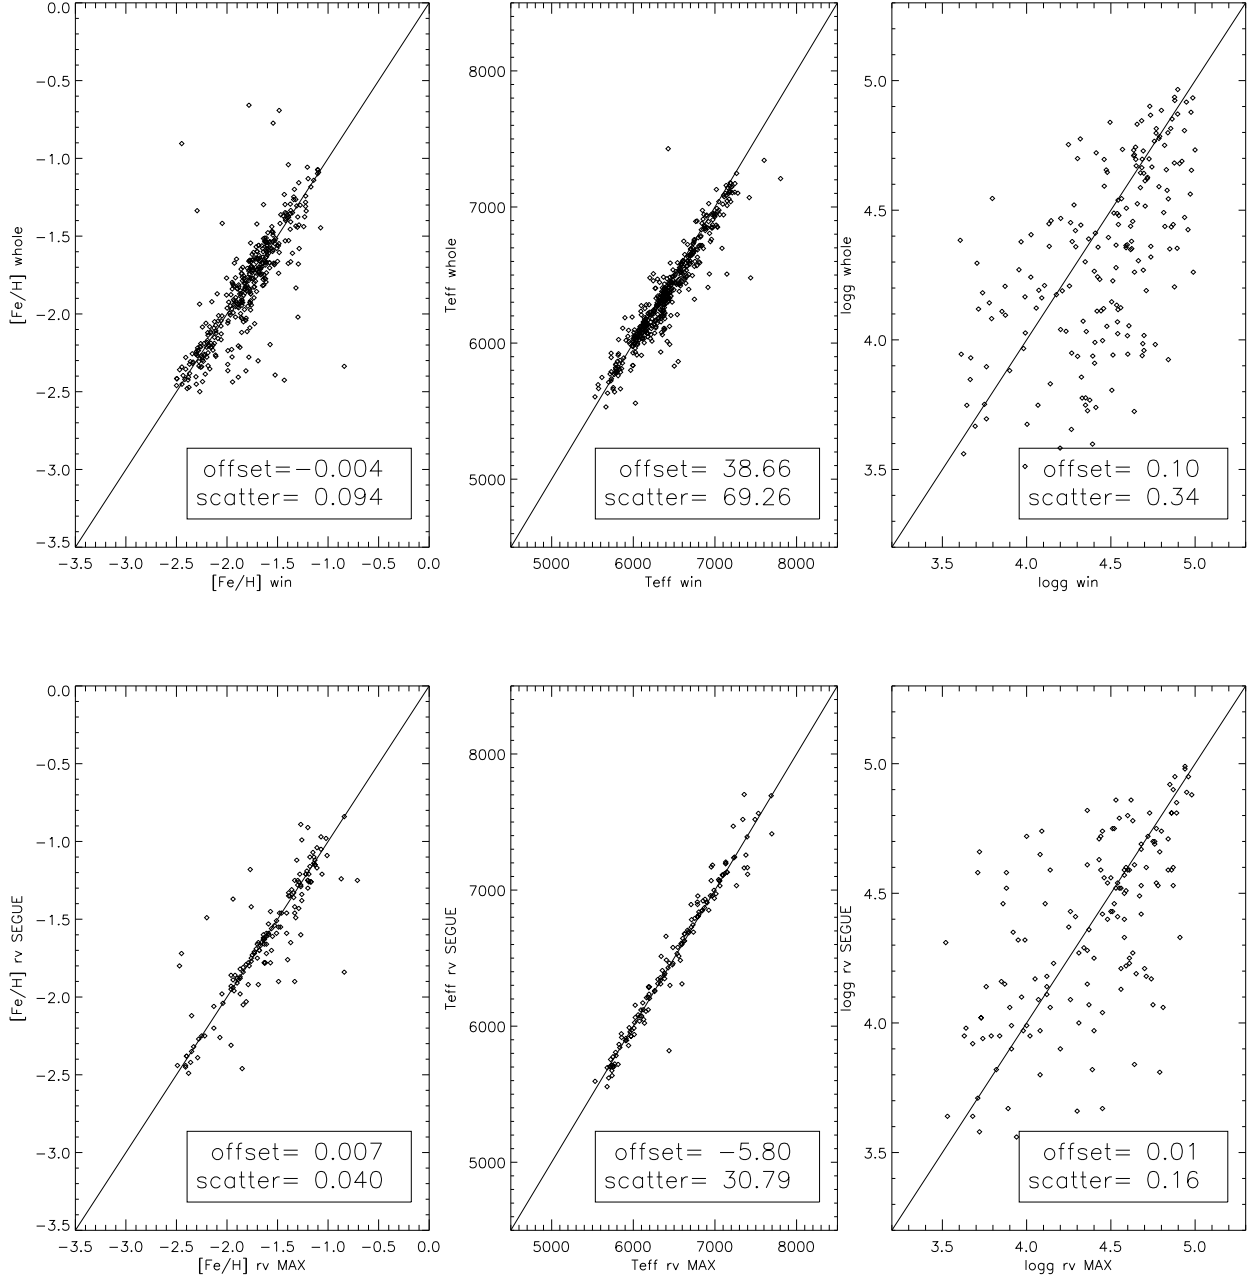 0.0
−0.5
−1.0
−1.5
−2.0
−2.5
−3.0
−3.5
[Fe/H] whole
offset=−0.004
scatter= 0.094
−3.5 −3.0 −2.5 −2.0 −1.5 −1.0 −0.5 0.0
[Fe/H] win
8000
7000
6000
5000
Teff whole
offset= 38.66
scatter= 69.26
5000 6000 7000 8000
Teff win
5.0
4.5
4.0
3.5
logg whole
offset= 0.10
scatter= 0.34
3.5 4.0 4.5 5.0
logg win
0.0
−0.5
−1.0
−1.5
−2.0
−2.5
−3.0
−3.5
[Fe/H] rv SEGUE
offset= 0.007
scatter= 0.040
−3.5 −3.0 −2.5 −2.0 −1.5 −1.0 −0.5 0.0
[Fe/H] rv MAX
8000
7000
6000
5000
Teff rv SEGUE
offset= −5.80
scatter= 30.79
5000 6000 7000 8000
Teff rv MAX
5.0
4.5
4.0
3.5
logg rv SEGUE
offset= 0.01
scatter= 0.16
3.5 4.0 4.5 5.0
logg rv MAX